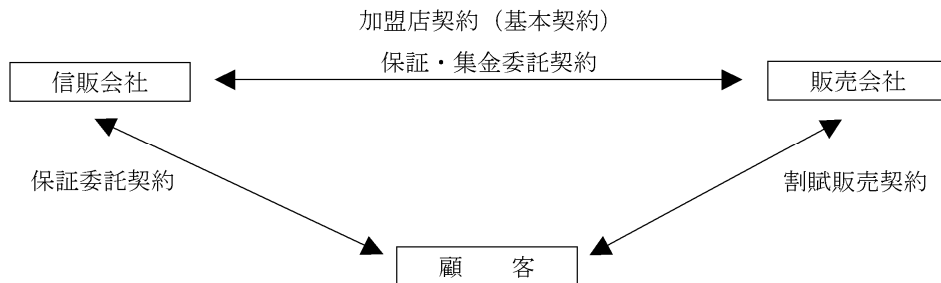 加盟店契約（基本契約）
保証・集金委託契約
信販会社
販売会社
保証委託契約
割賦販売契約
顧　　客